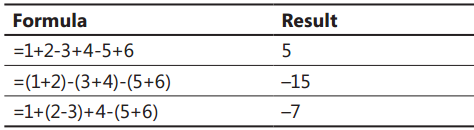 Formula Result
=1+2-3+4-5+6 5
=(1+2)-(3+4)-(5+6) –15
=1+(2-3)+4-(5+6) –7